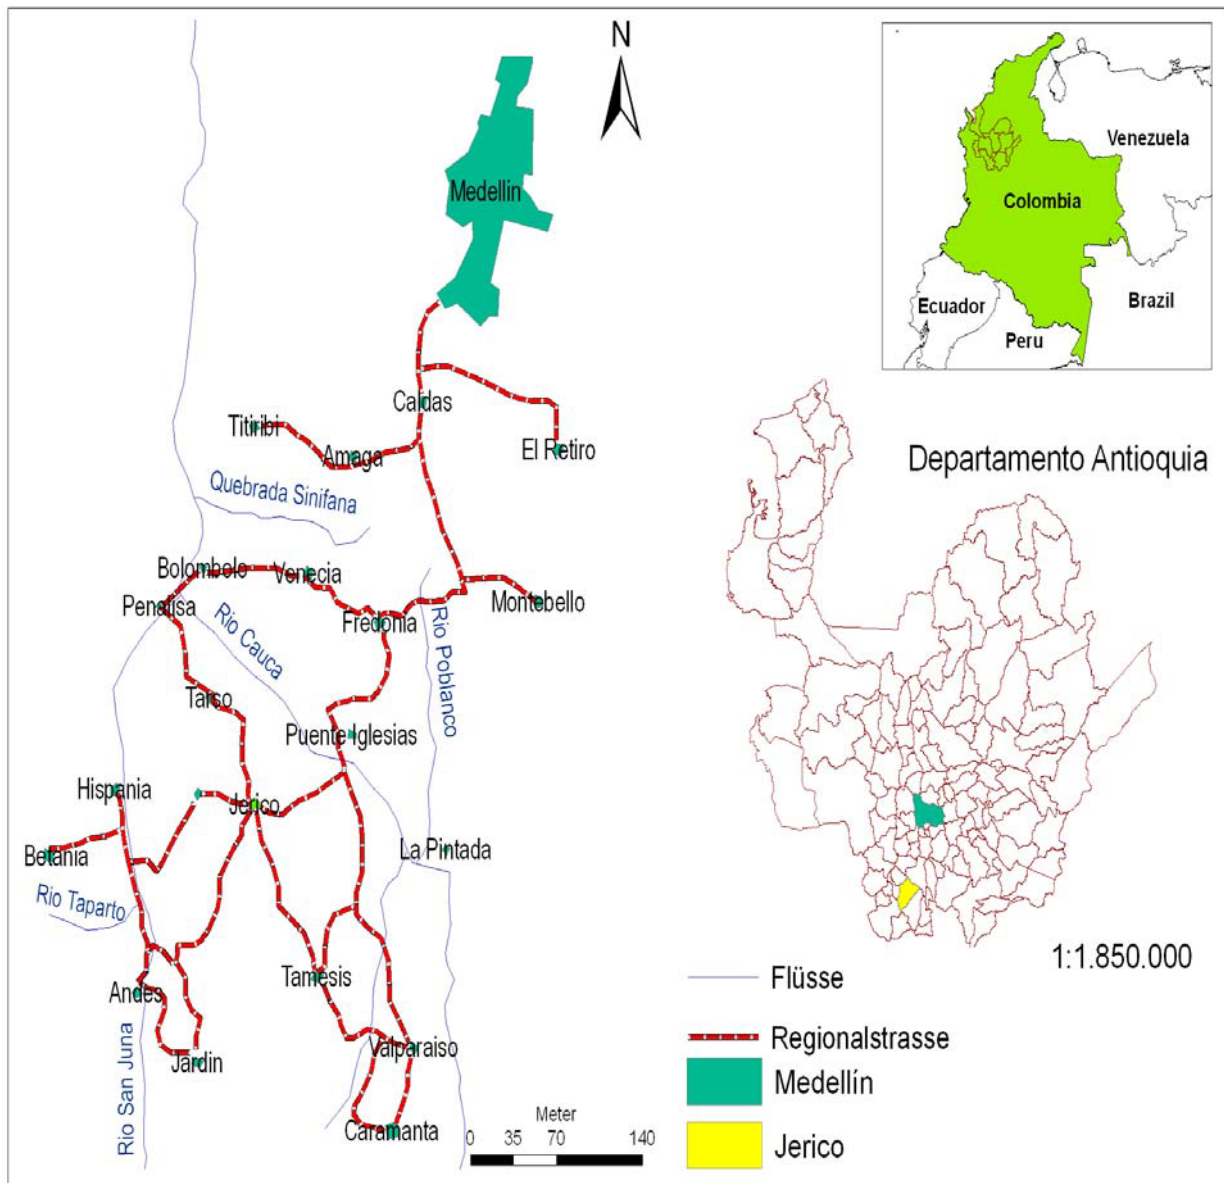 N
Medellin
Venezuela
Colombia
Ecuador
Brazil
Peru
Caldas
Titiribi
Amaga
El Retiro
Departamento Antioquia
Quebrada Sinifana
Bolombolo
Venecia
Penalisa
Montebello
Fredonia
Rio Cauca
Rio Poblanco
Tarso
Puente Iglesias
Hispania
Jerico
Betania
La Pintada
Rio Taparto
1:1.850.000
Tamesis
Flüsse
Andes
Regionalstrasse
Valparaiso
Jardin
Rio San Juna
Medellín
Meter
Caramanta
0 35 70 140
Jerico